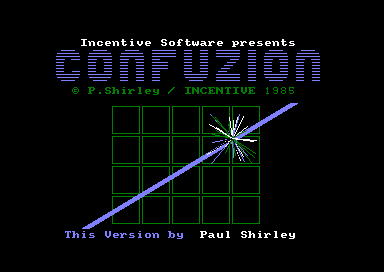 Incentive Software presents
CONFUZION
© P.Shirley / INCENTIVE 1985
This Version by Paul Shirley